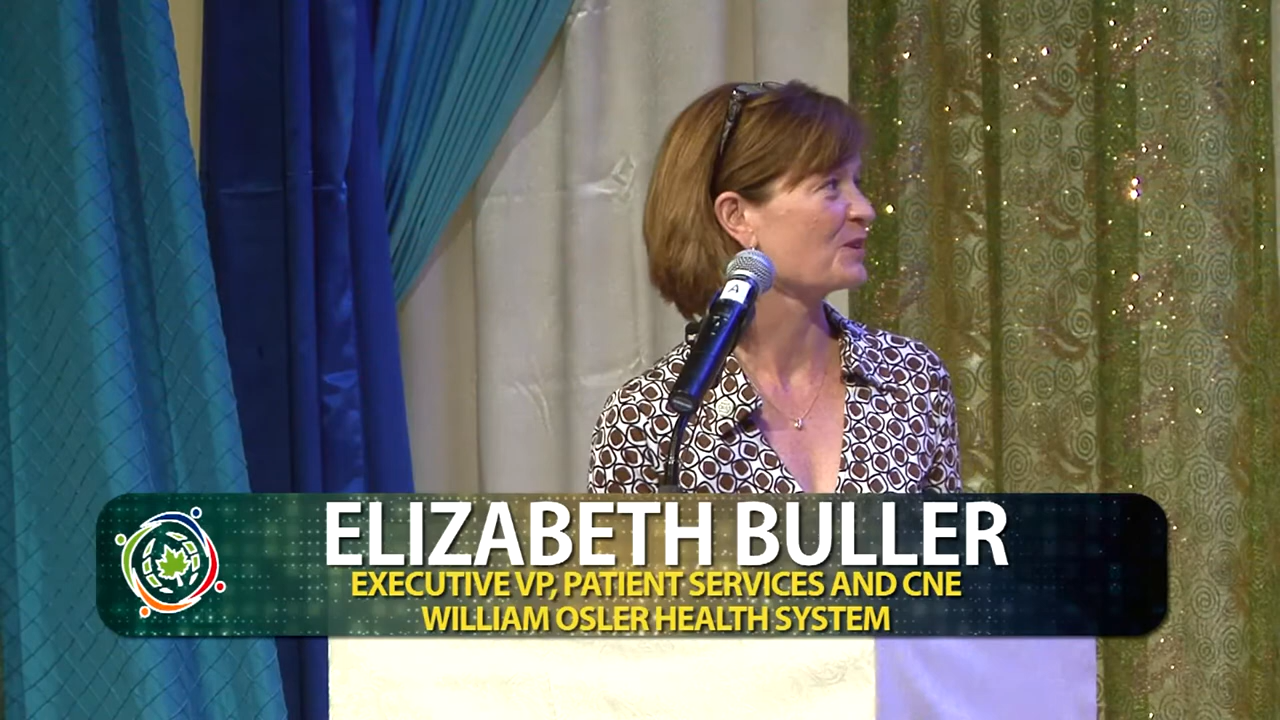 A
ELIZABETH BULLER
EXECUTIVE VP, PATIENT SERVICES AND CNE
WILLIAM OSLER HEALTH SYSTEM